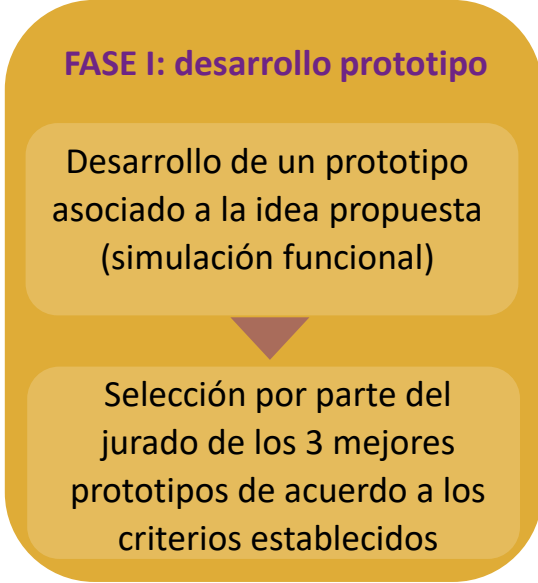 FASE I: desarrollo prototipo
Desarrollo de un prototipo
asociado a la idea propuesta
(simulación funcional)
Selección por parte del
jurado de los 3 mejores
prototipos de acuerdo a los
criterios establecidos